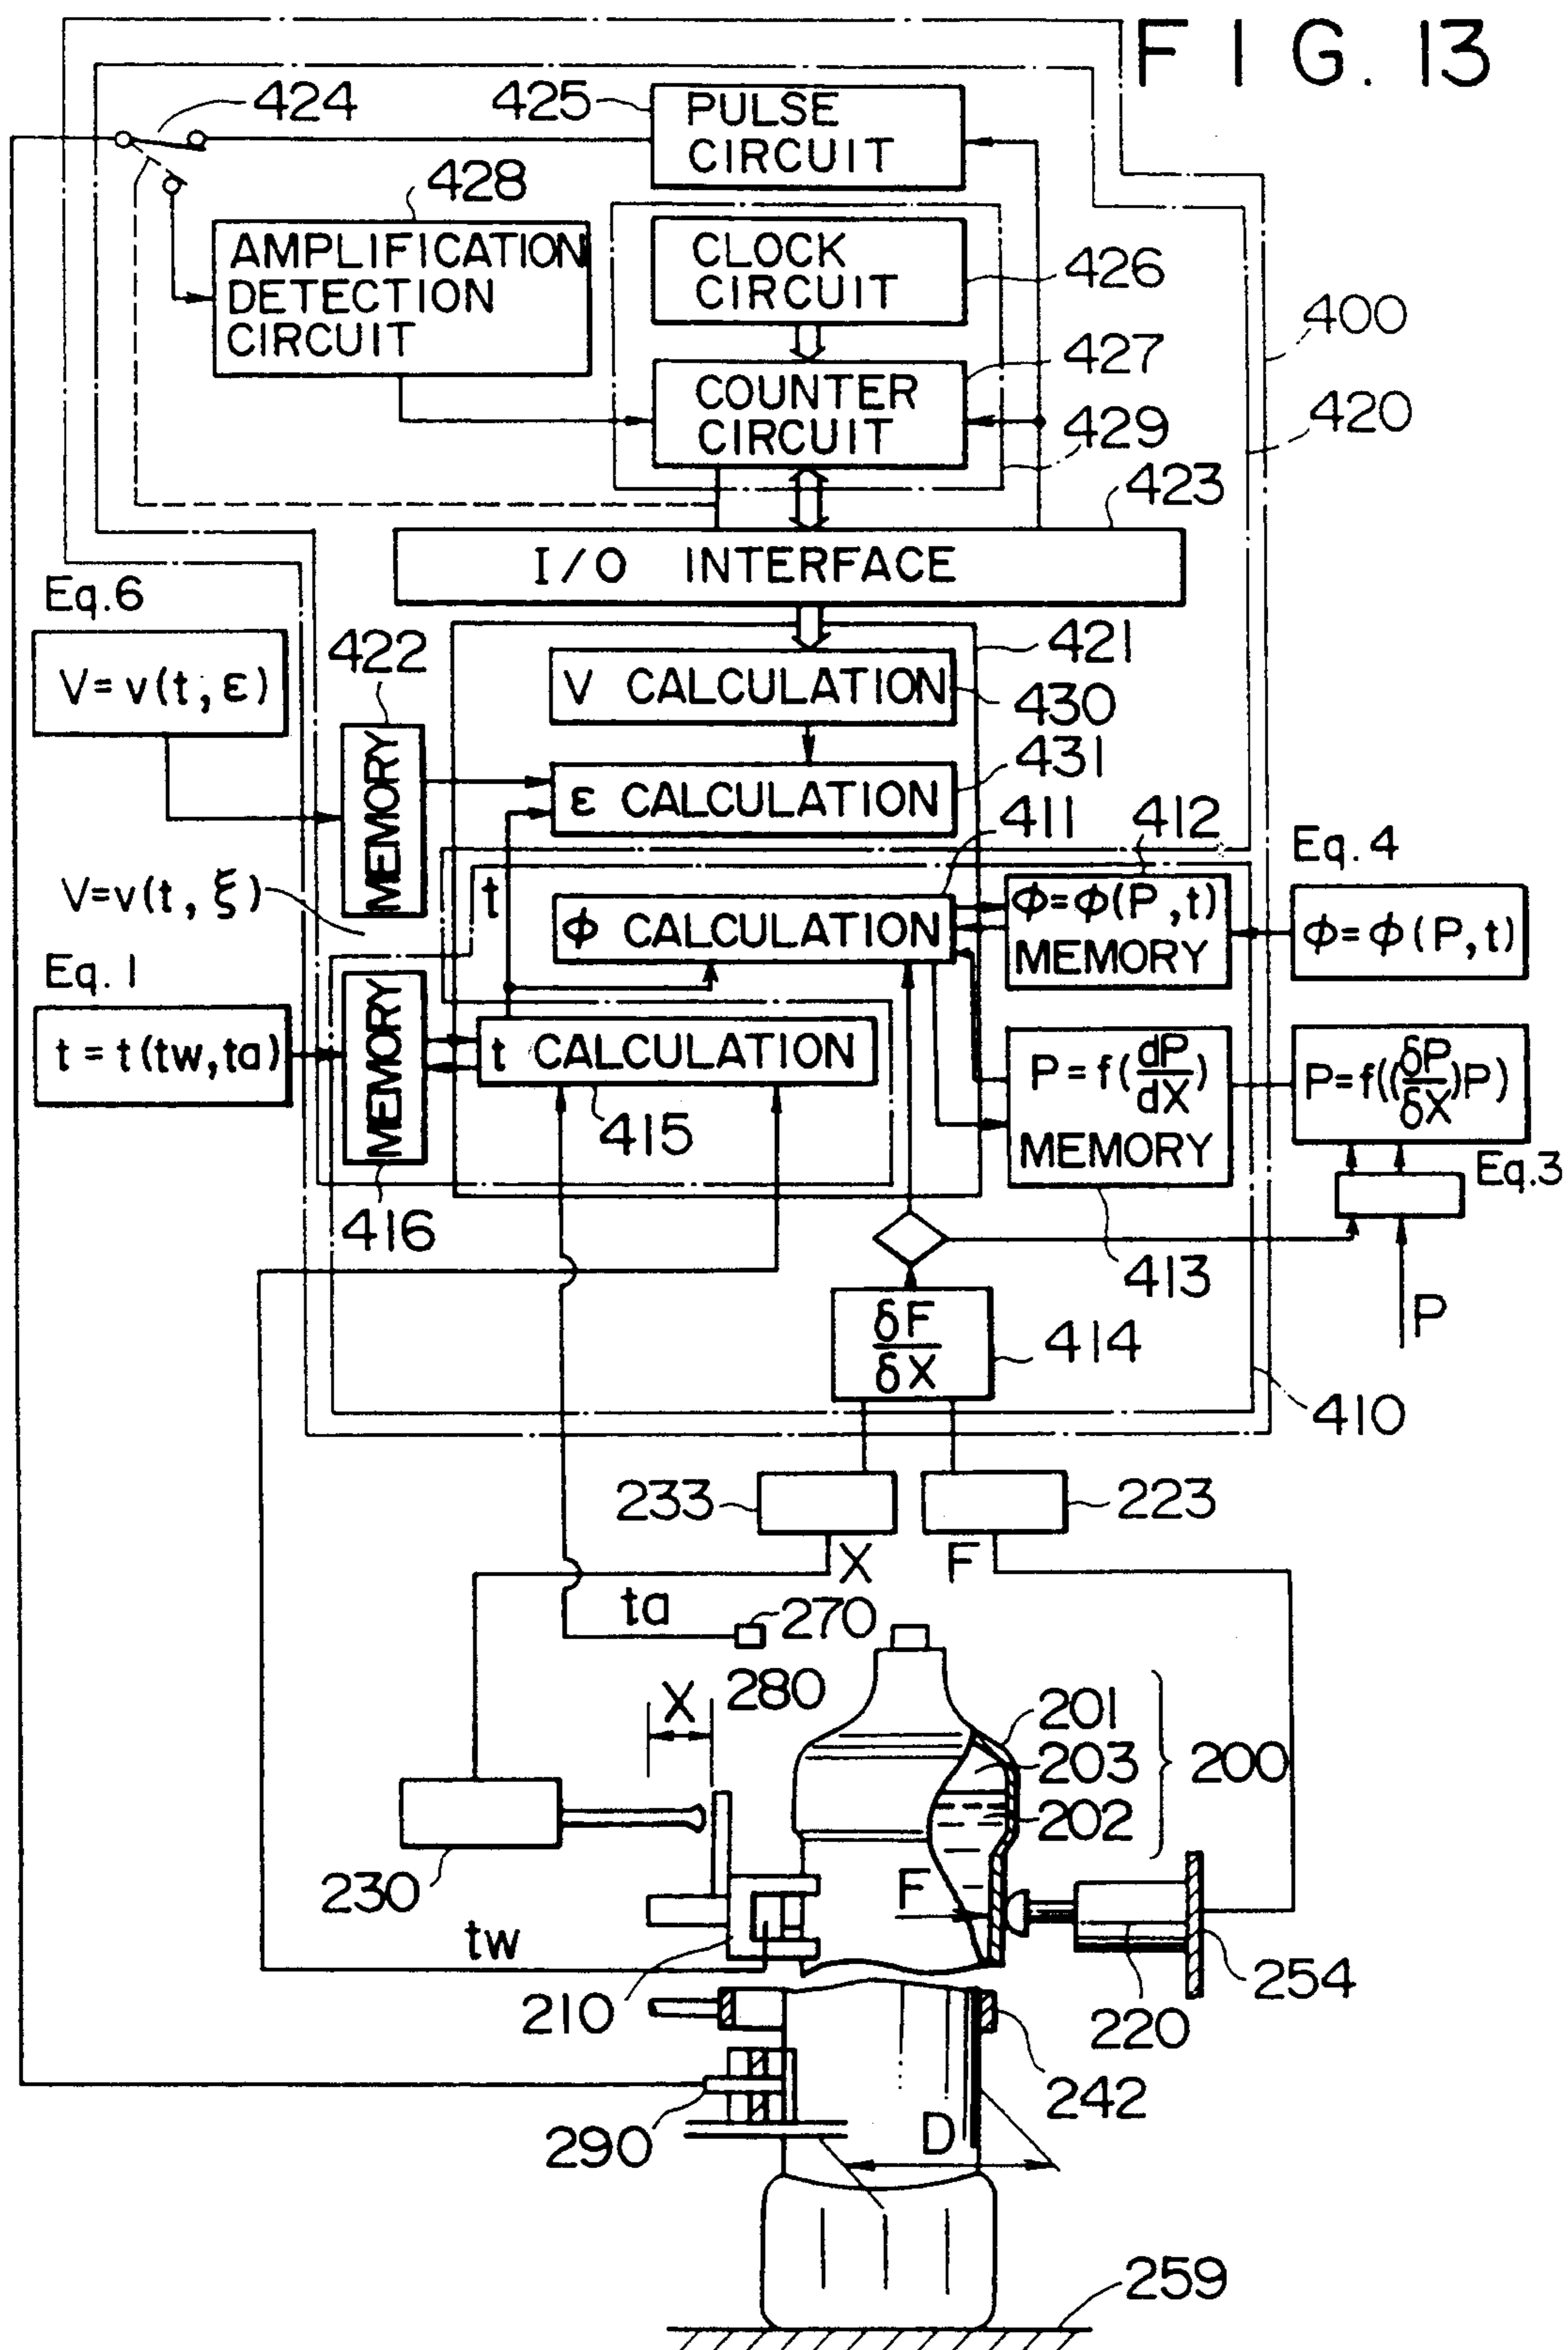 FIG. 13
424
425
PULSE
CIRCUIT
428
AMPLIFICATION
DETECTION
CIRCUIT
CLOCK
CIRCUIT
426
400
427
COUNTER
CIRCUIT
420
429
423
I/O INTERFACE
Eq.6
V=v(t,ε)
422
421
V CALCULATION
430
MEMORY
431
ε CALCULATION
411
412
Eq.4
V=v(t,ξ)
t
ϕ CALCULATION
ϕ=ϕ(P,t)
MEMORY
ϕ=ϕ(P,t)
Eq.1
t=t(tw,ta)
MEMORY
t CALCULATION
415
P=f(dP/dX)
MEMORY
P=f((δP/δX)P)
Eq.3
416
413
P
δF/δX
414
410
233
223
X
F
ta
270
X
280
201
203
200
202
230
F
tw
210
254
220
242
290
D
259